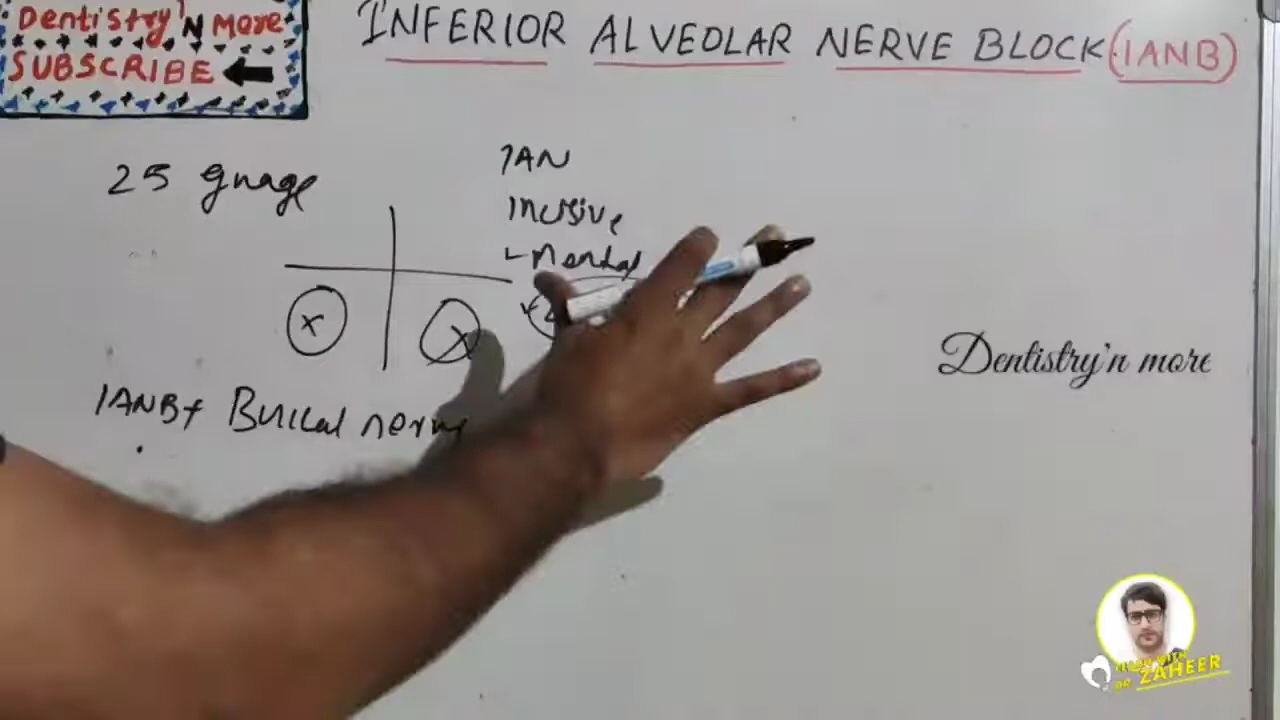 Dentistry'N More
SUBSCRIBE
INFERIOR ALVEOLAR NERVE BLOCK (IANB)
25 guage
IAN
Incisive
Mental
IANB+ Buccal nerve
Dentistry'n more
DR ZAHEER